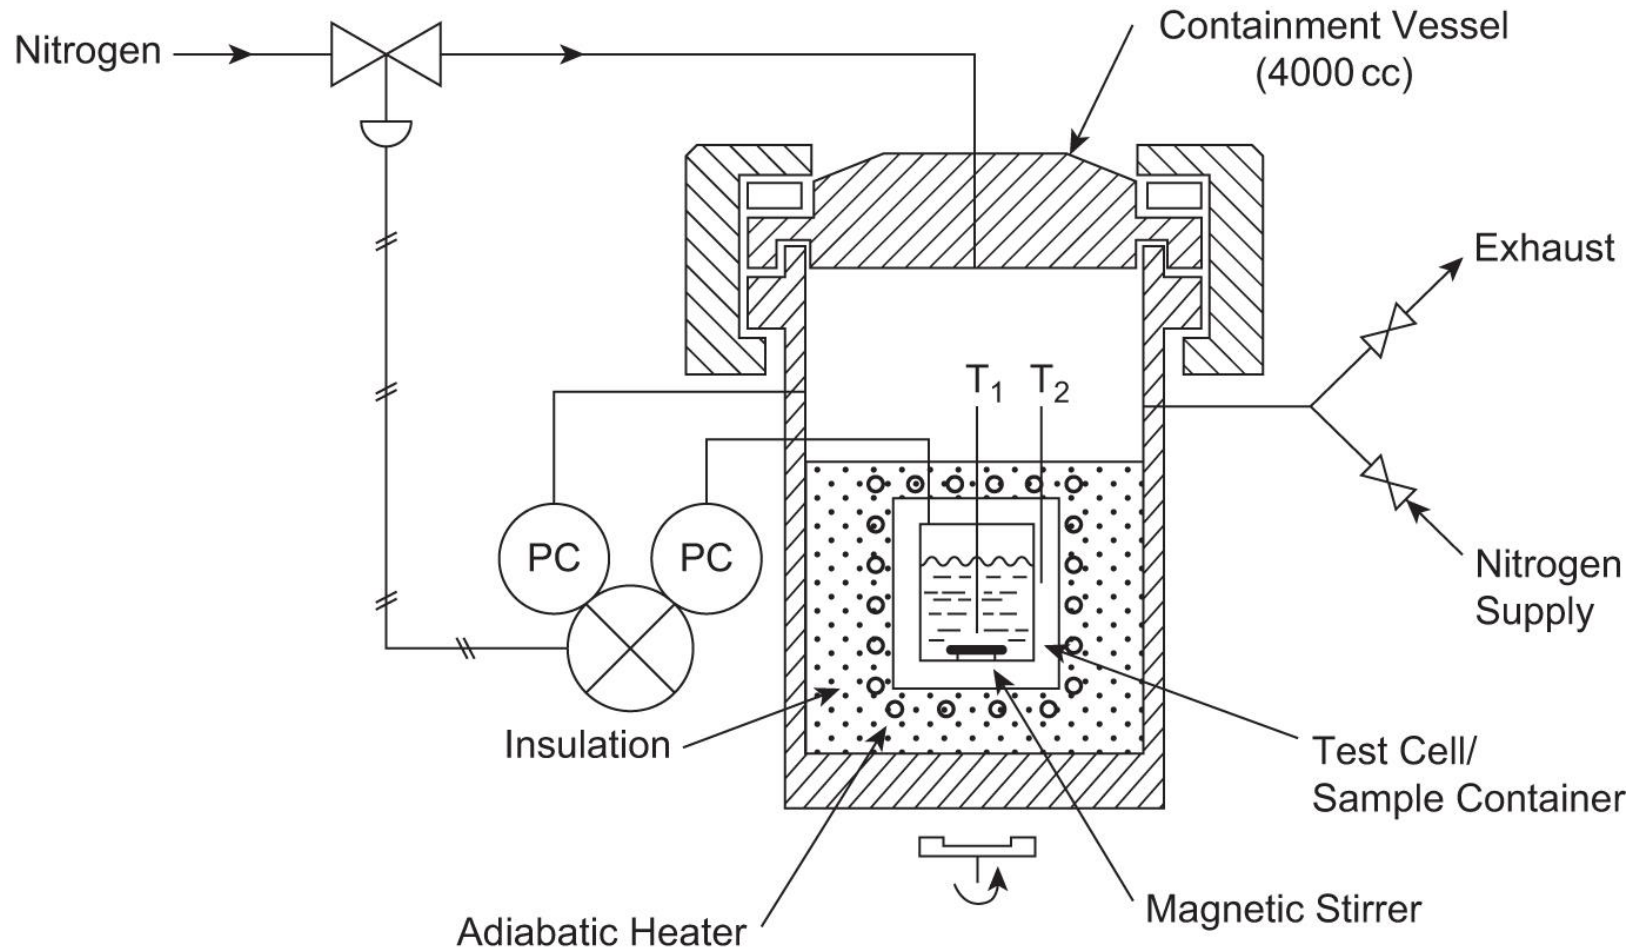 Nitrogen
Containment Vessel
(4000 cc)
Exhaust
T1 T2
PC PC
Nitrogen
Supply
Insulation
Test Cell/
Sample Container
Magnetic Stirrer
Adiabatic Heater